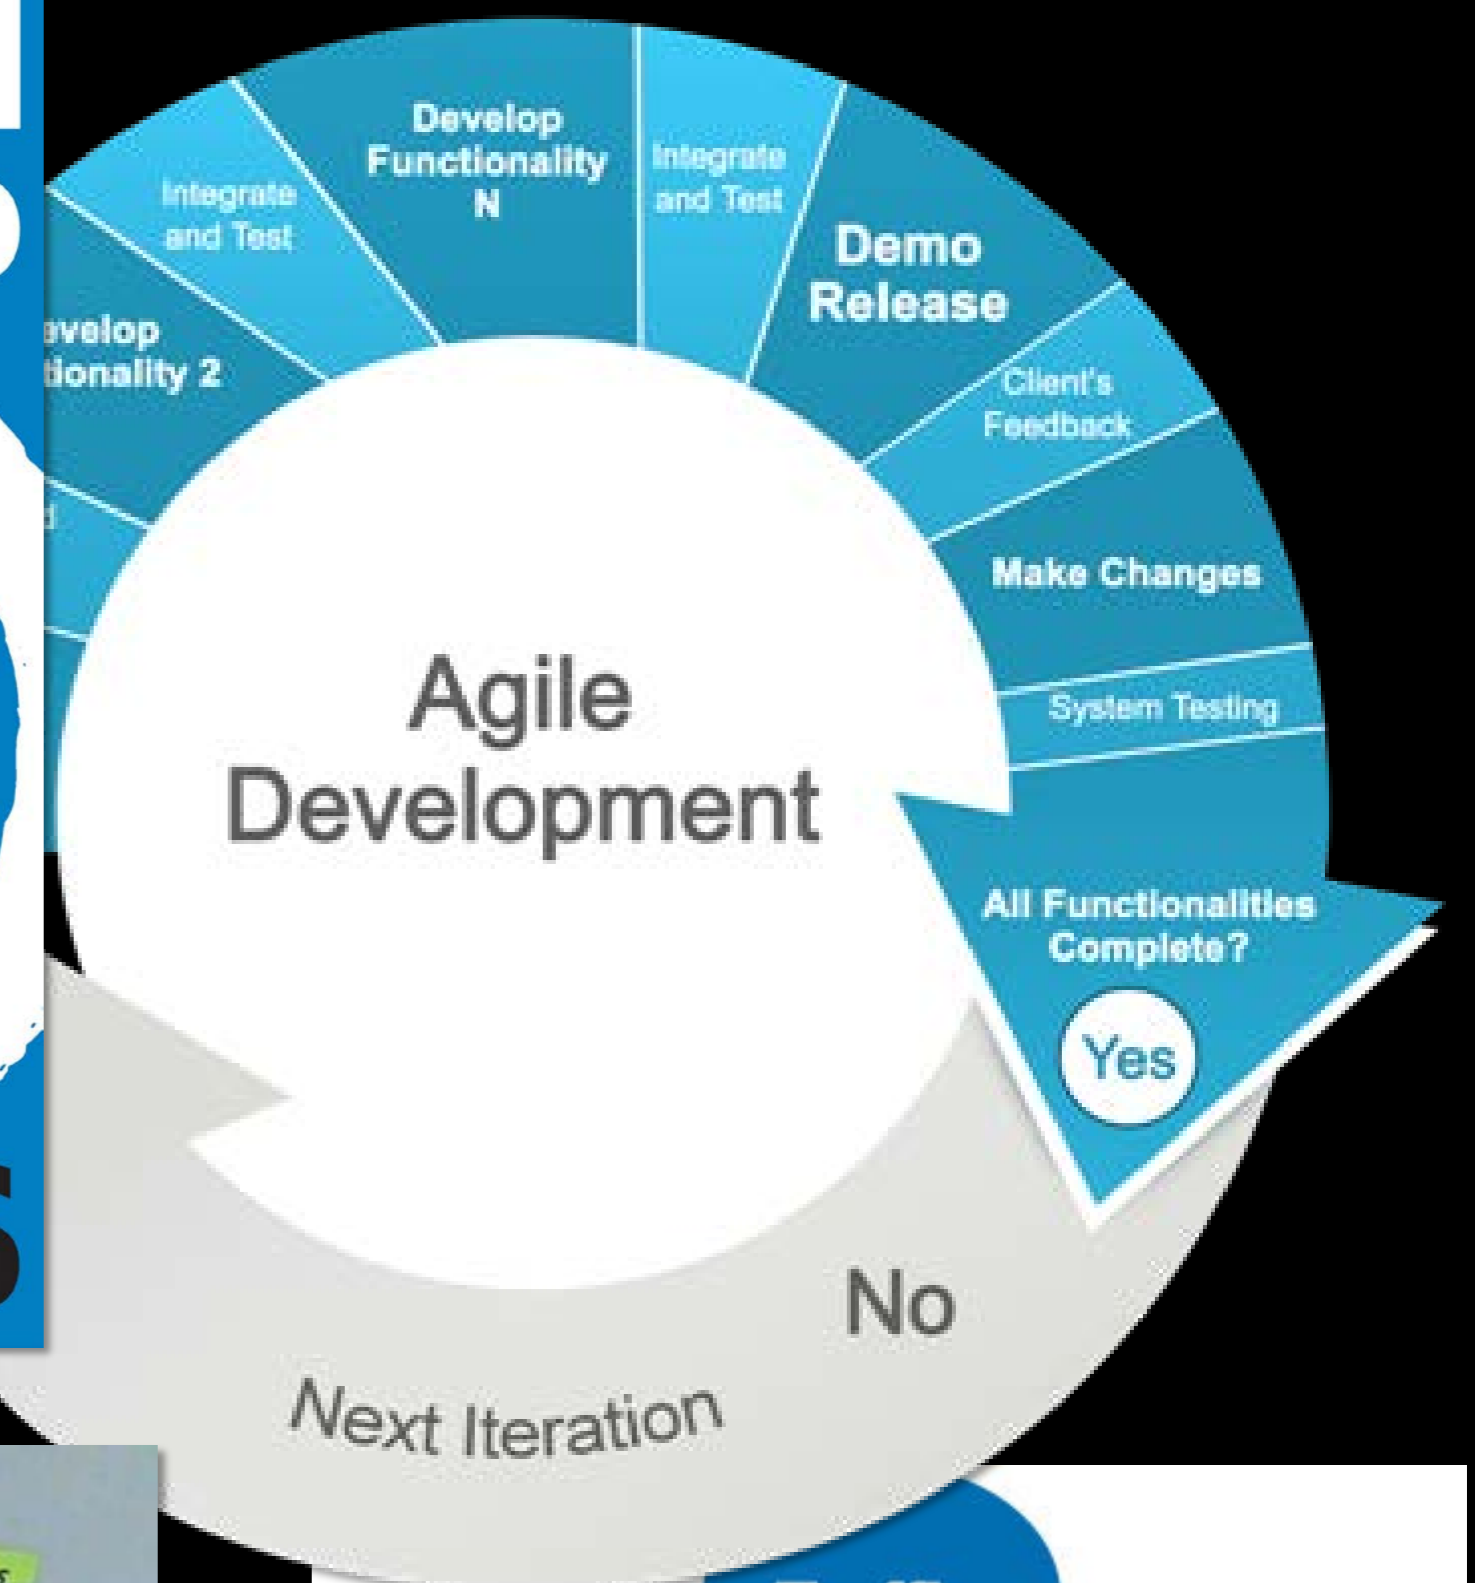 Develop
Functionality
N
Integrate
and Test
Integrate
and Test
Demo
Release
evelop
tionality 2
Client's
Feedback
Make Changes
System Testing
Agile
Development
All Functionalities
Complete?
Yes
No
Next Iteration